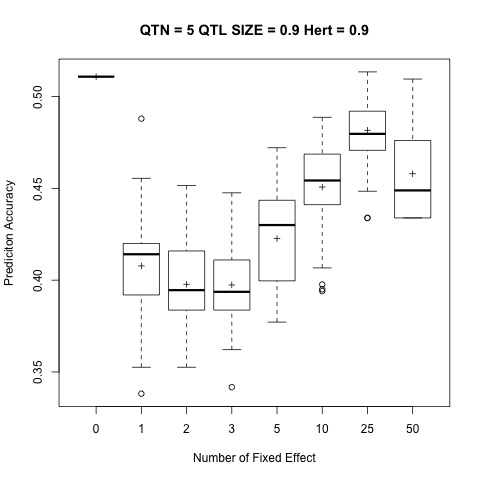 QTN = 5 QTL SIZE = 0.9 Hert = 0.9
Prediciton Accuracy
0.50
0.45
0.40
0.35
0 1 2 3 5 10 25 50
Number of Fixed Effect